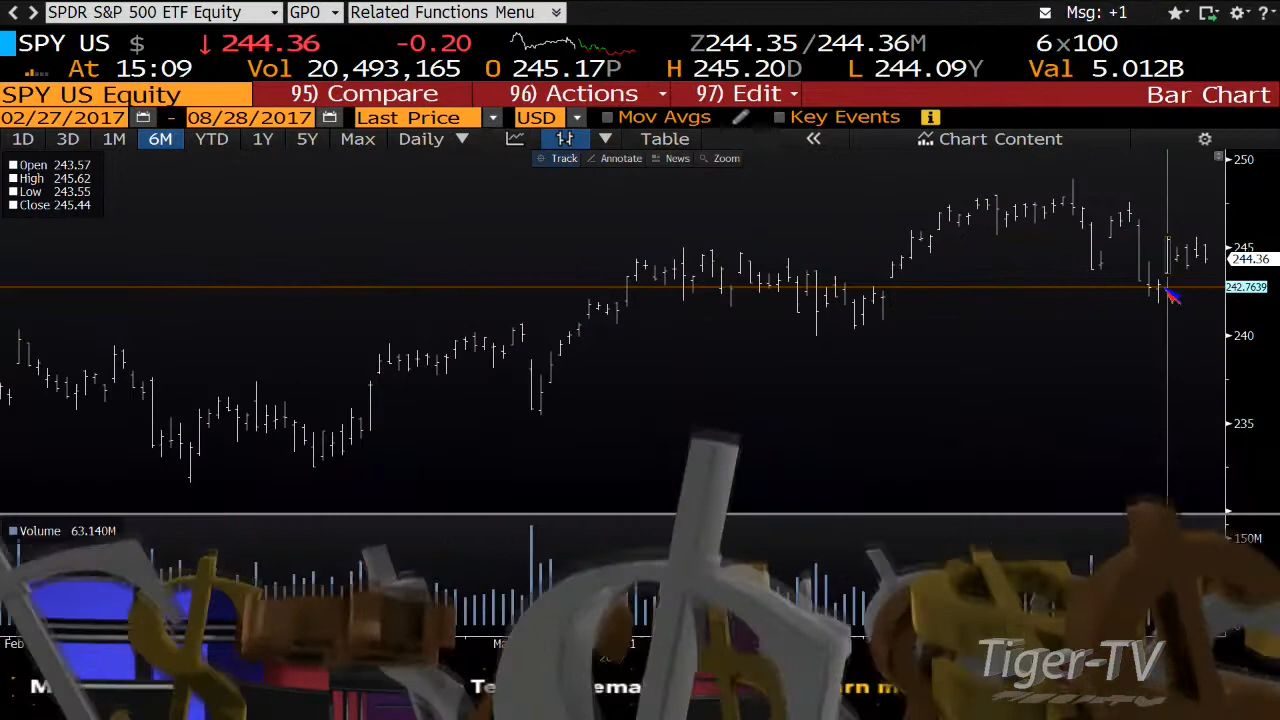 SPDR S&P 500 ETF Equity GPO Related Functions Menu Msg: +1 ?
SPY US $ ↓ 244.36 -0.20 Z244.35/244.36M 6x100
At 15:09 Vol 20,493,165 O 245.17P H 245.20D L 244.09Y Val 5.012B
SPY US Equity 95) Compare 96) Actions 97) Edit Bar Chart
02/27/2017 - 08/28/2017 Last Price USD Mov Avgs Key Events
1D 3D 1M 6M YTD 1Y 5Y Max Daily Table « Chart Content
Track Annotate News Zoom
Open 243.57
High 245.62
Low 243.55
Close 245.44
250
245
244.36
242.7639
240
235
Volume 63.140M
150M
Feb
Tiger-TV